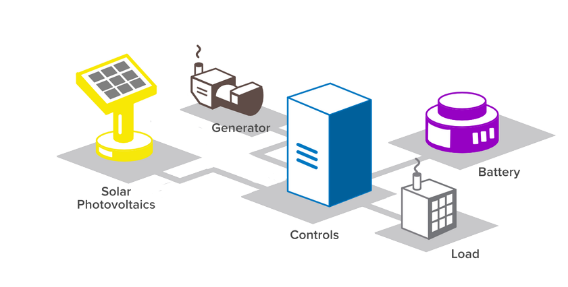 Generator
Battery
Solar
Photovoltaics
Controls
Load